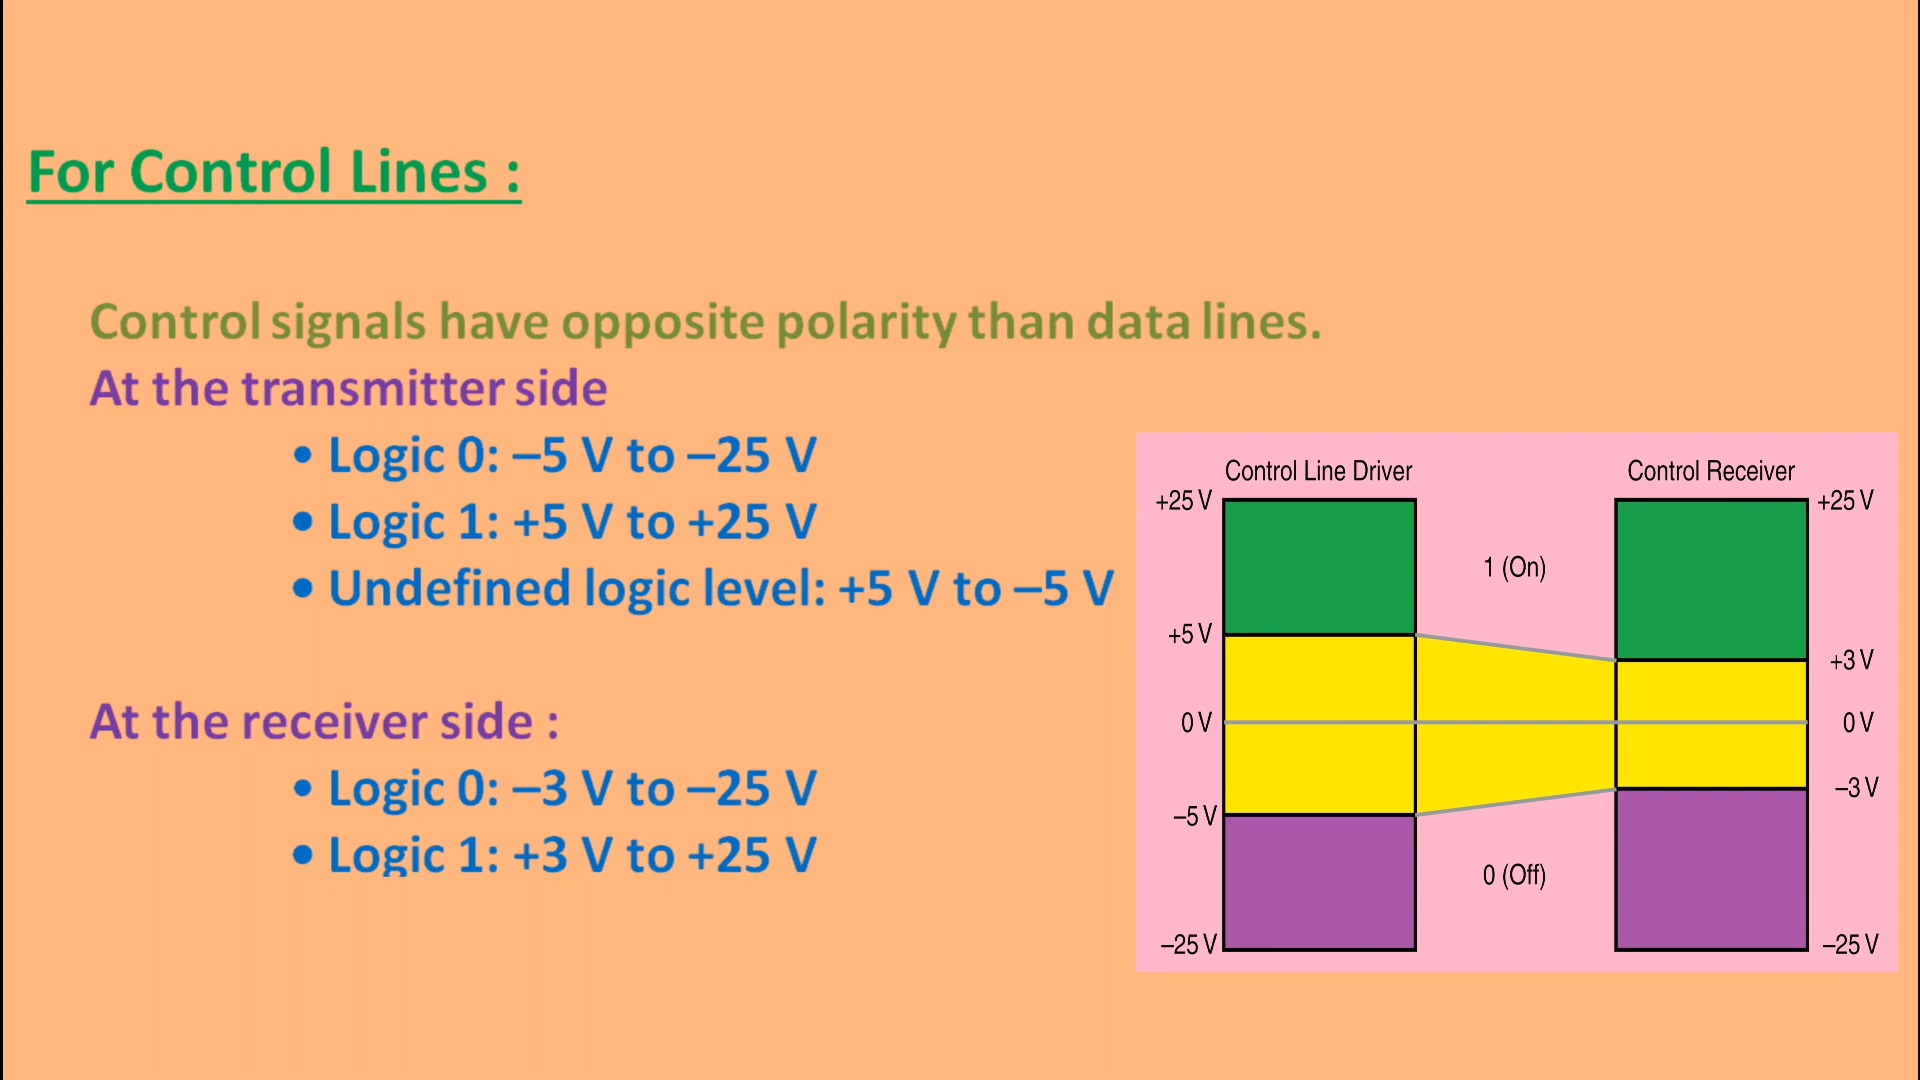 For Control Lines :
Control signals have opposite polarity than data lines.
At the transmitter side
• Logic 0: –5 V to –25 V
• Logic 1: +5 V to +25 V
• Undefined logic level: +5 V to –5 V
At the receiver side :
• Logic 0: –3 V to –25 V
• Logic 1: +3 V to +25 V
Control Line Driver Control Receiver
+25 V +25 V
1 (On)
+5 V
+3 V
0 V 0 V
–3 V
–5 V
0 (Off)
–25 V –25 V